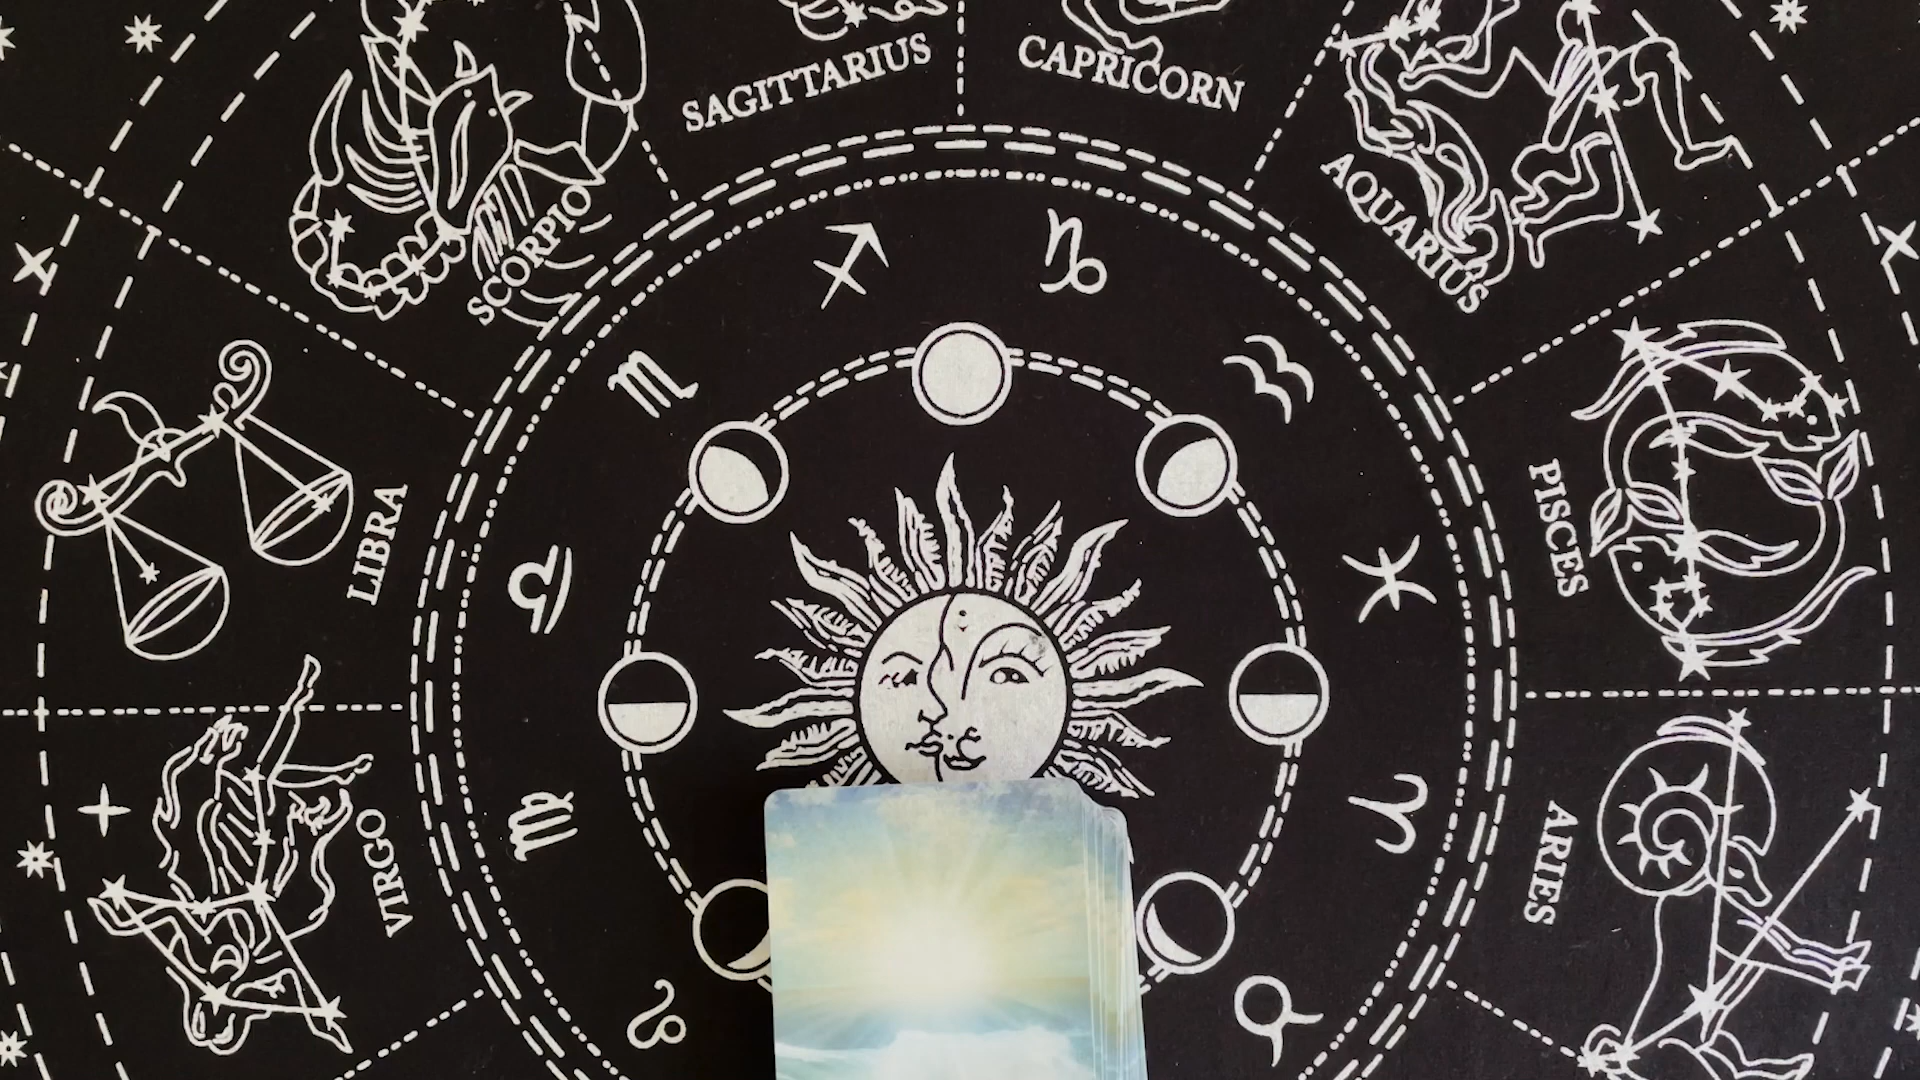 SAGITTARIUS
CAPRICORN
SCORPIO
AQUARIUS
LIBRA
PISCES
VIRGO
ARIES